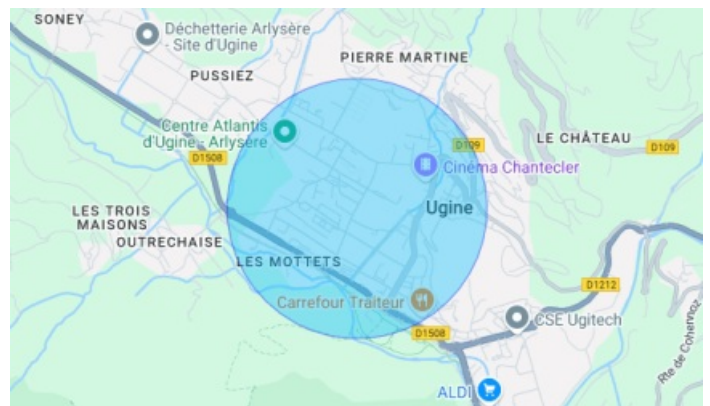 SONEY
Déchetterie Arlysère
- Site d'Ugine
PIERRE MARTINE
PUSSIEZ
Centre Atlantis
d'Ugine - Arlysère
D109
LE CHÂTEAU
D109
D1508
Cinéma Chantecler
LES TROIS
MAISONS
Ugine
OUTRECHAISE
LES MOTTETS
D1212
Carrefour Traiteur
CSE Ugitech
D1508
Rte de Cohennoz
ALDI